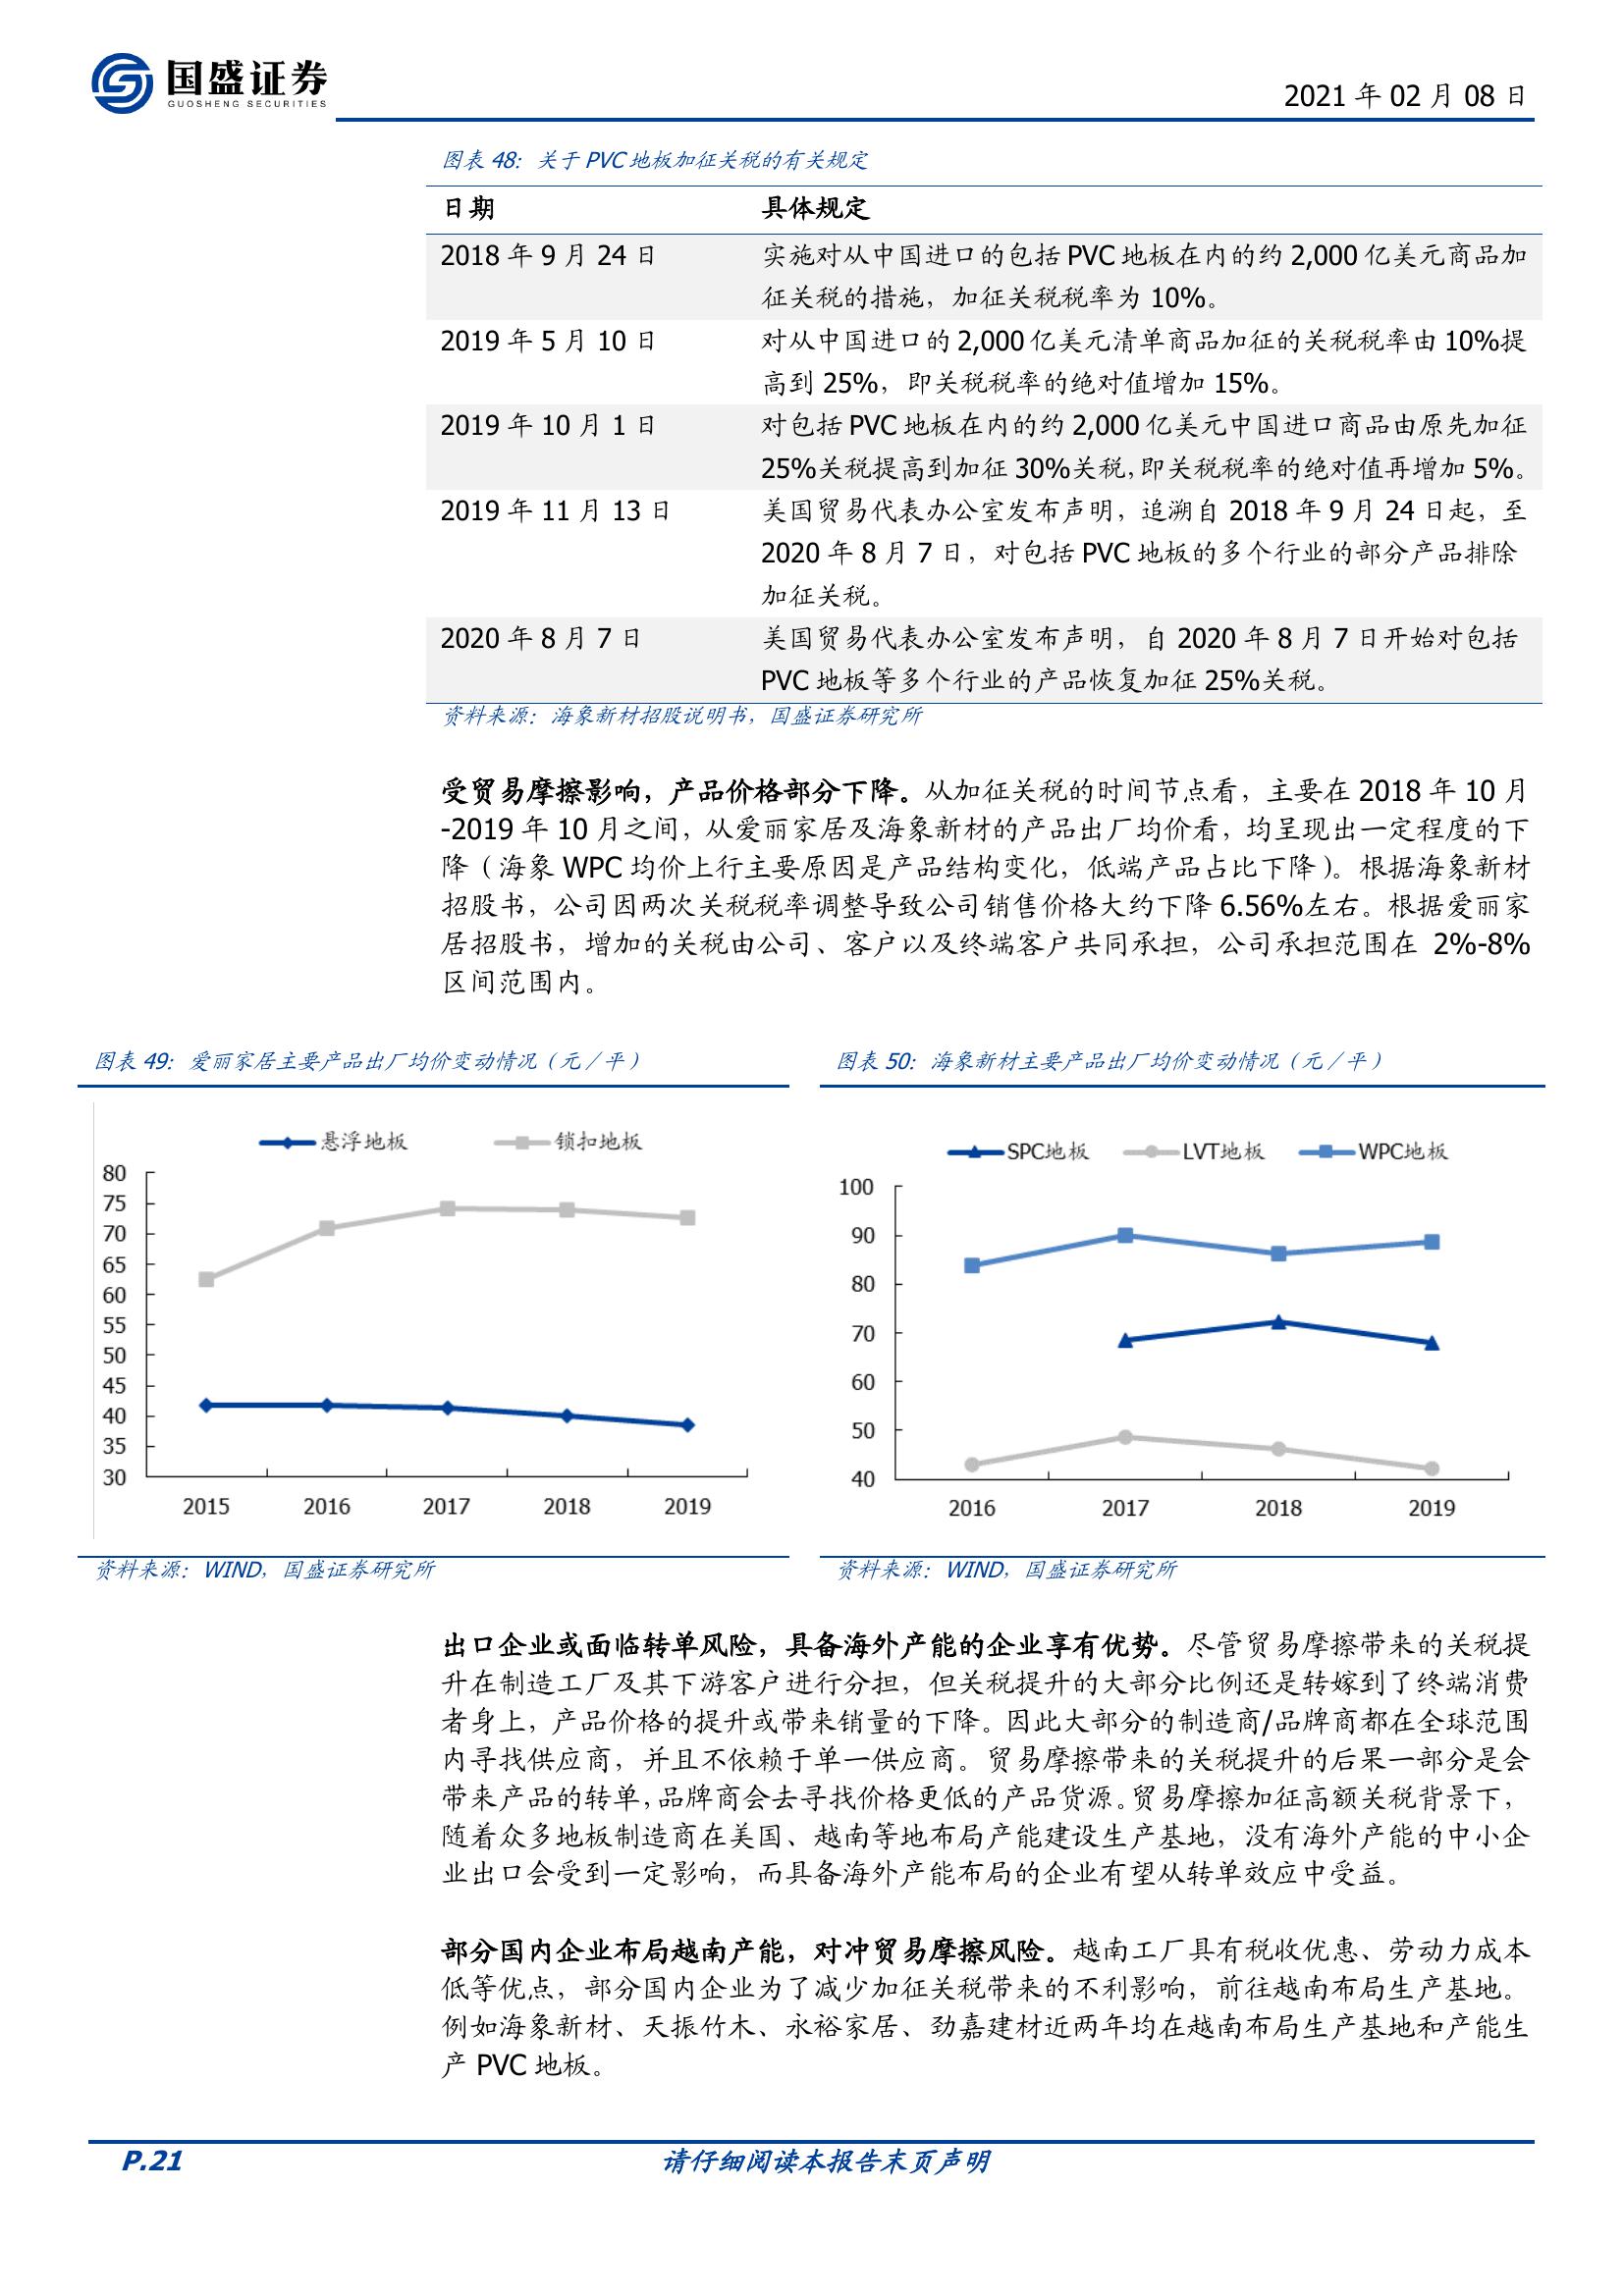 国盛证券
GUOSHENG SECURITIES
2021 年 02 月 08 日
图表 48：关于 PVC 地板加征关税的有关规定
日期 具体规定
2018 年 9 月 24 日 实施对从中国进口的包括 PVC 地板在内的约 2,000 亿美元商品加
征关税的措施，加征关税税率为 10%。
2019 年 5 月 10 日 对从中国进口的 2,000 亿美元清单商品加征的关税税率由 10%提
高到 25%，即关税税率的绝对值增加 15%。
2019 年 10 月 1 日 对包括 PVC 地板在内的约 2,000 亿美元中国进口商品由原先加征
25%关税提高到加征 30%关税，即关税税率的绝对值再增加 5%。
2019 年 11 月 13 日 美国贸易代表办公室发布声明，追溯自 2018 年 9 月 24 日起，至
2020 年 8 月 7 日，对包括 PVC 地板的多个行业的部分产品排除
加征关税。
2020 年 8 月 7 日 美国贸易代表办公室发布声明，自 2020 年 8 月 7 日开始对包括
PVC 地板等多个行业的产品恢复加征 25%关税。
资料来源：海象新材招股说明书，国盛证券研究所
受贸易摩擦影响，产品价格部分下降。从加征关税的时间节点看，主要在 2018 年 10 月
-2019 年 10 月之间，从爱丽家居及海象新材的产品出厂均价看，均呈现出一定程度的下
降（海象 WPC 均价上行主要原因是产品结构变化，低端产品占比下降）。根据海象新材
招股书，公司因两次关税税率调整导致公司销售价格大约下降 6.56%左右。根据爱丽家
居招股书，增加的关税由公司、客户以及终端客户共同承担，公司承担范围在 2%-8%
区间范围内。
图表 49：爱丽家居主要产品出厂均价变动情况（元／平）
悬浮地板 锁扣地板
80
75
70
65
60
55
50
45
40
35
30
2015 2016 2017 2018 2019
资料来源：WIND，国盛证券研究所
图表 50：海象新材主要产品出厂均价变动情况（元／平）
SPC地板 LVT地板 WPC地板
100
90
80
70
60
50
40
2016 2017 2018 2019
资料来源：WIND，国盛证券研究所
出口企业或面临转单风险，具备海外产能的企业享有优势。尽管贸易摩擦带来的关税提
升在制造工厂及其下游客户进行分担，但关税提升的大部分比例还是转嫁到了终端消费
者身上，产品价格的提升或带来销量的下降。因此大部分的制造商/品牌商都在全球范围
内寻找供应商，并且不依赖于单一供应商。贸易摩擦带来的关税提升的后果一部分是会
带来产品的转单，品牌商会去寻找价格更低的产品货源。贸易摩擦加征高额关税背景下，
随着众多地板制造商在美国、越南等地布局产能建设生产基地，没有海外产能的中小企
业出口会受到一定影响，而具备海外产能布局的企业有望从转单效应中受益。
部分国内企业布局越南产能，对冲贸易摩擦风险。越南工厂具有税收优惠、劳动力成本
低等优点，部分国内企业为了减少加征关税带来的不利影响，前往越南布局生产基地。
例如海象新材、天振竹木、永裕家居、劲嘉建材近两年均在越南布局生产基地和产能生
产 PVC 地板。
P.21 请仔细阅读本报告末页声明